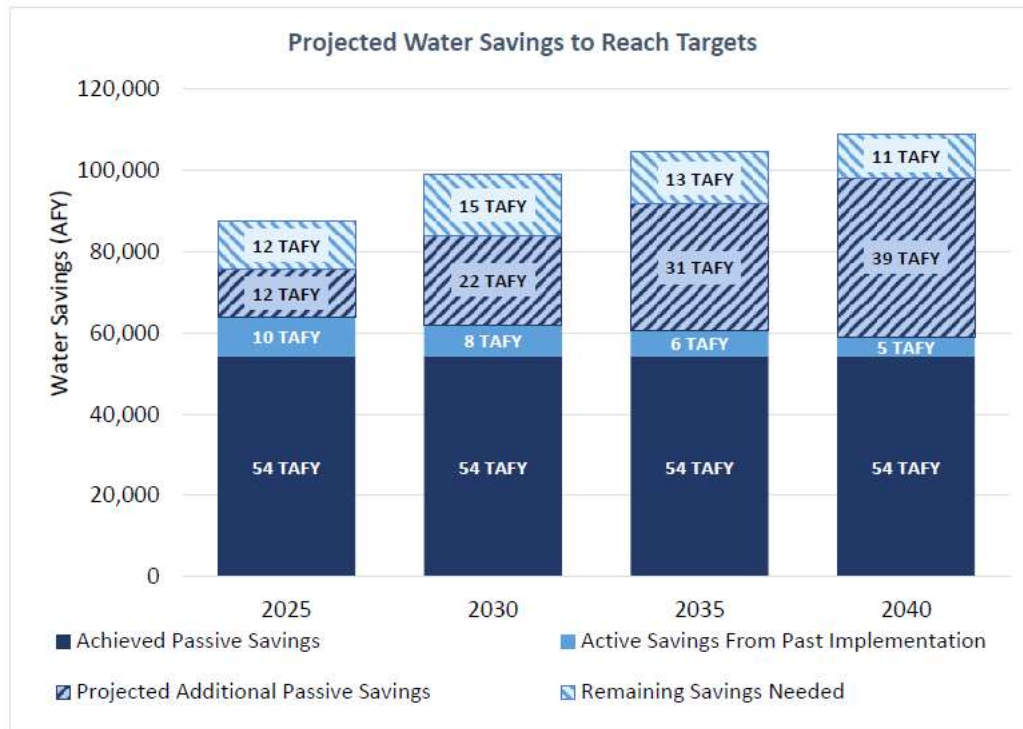 Projected Water Savings to Reach Targets
Water Savings (AFY)
120,000
100,000
80,000
60,000
40,000
20,000
0
12 TAFY
12 TAFY
10 TAFY
54 TAFY
15 TAFY
22 TAFY
8 TAFY
54 TAFY
13 TAFY
31 TAFY
6 TAFY
54 TAFY
11 TAFY
39 TAFY
5 TAFY
54 TAFY
2025 2030 2035 2040
Achieved Passive Savings Active Savings From Past Implementation
Projected Additional Passive Savings Remaining Savings Needed